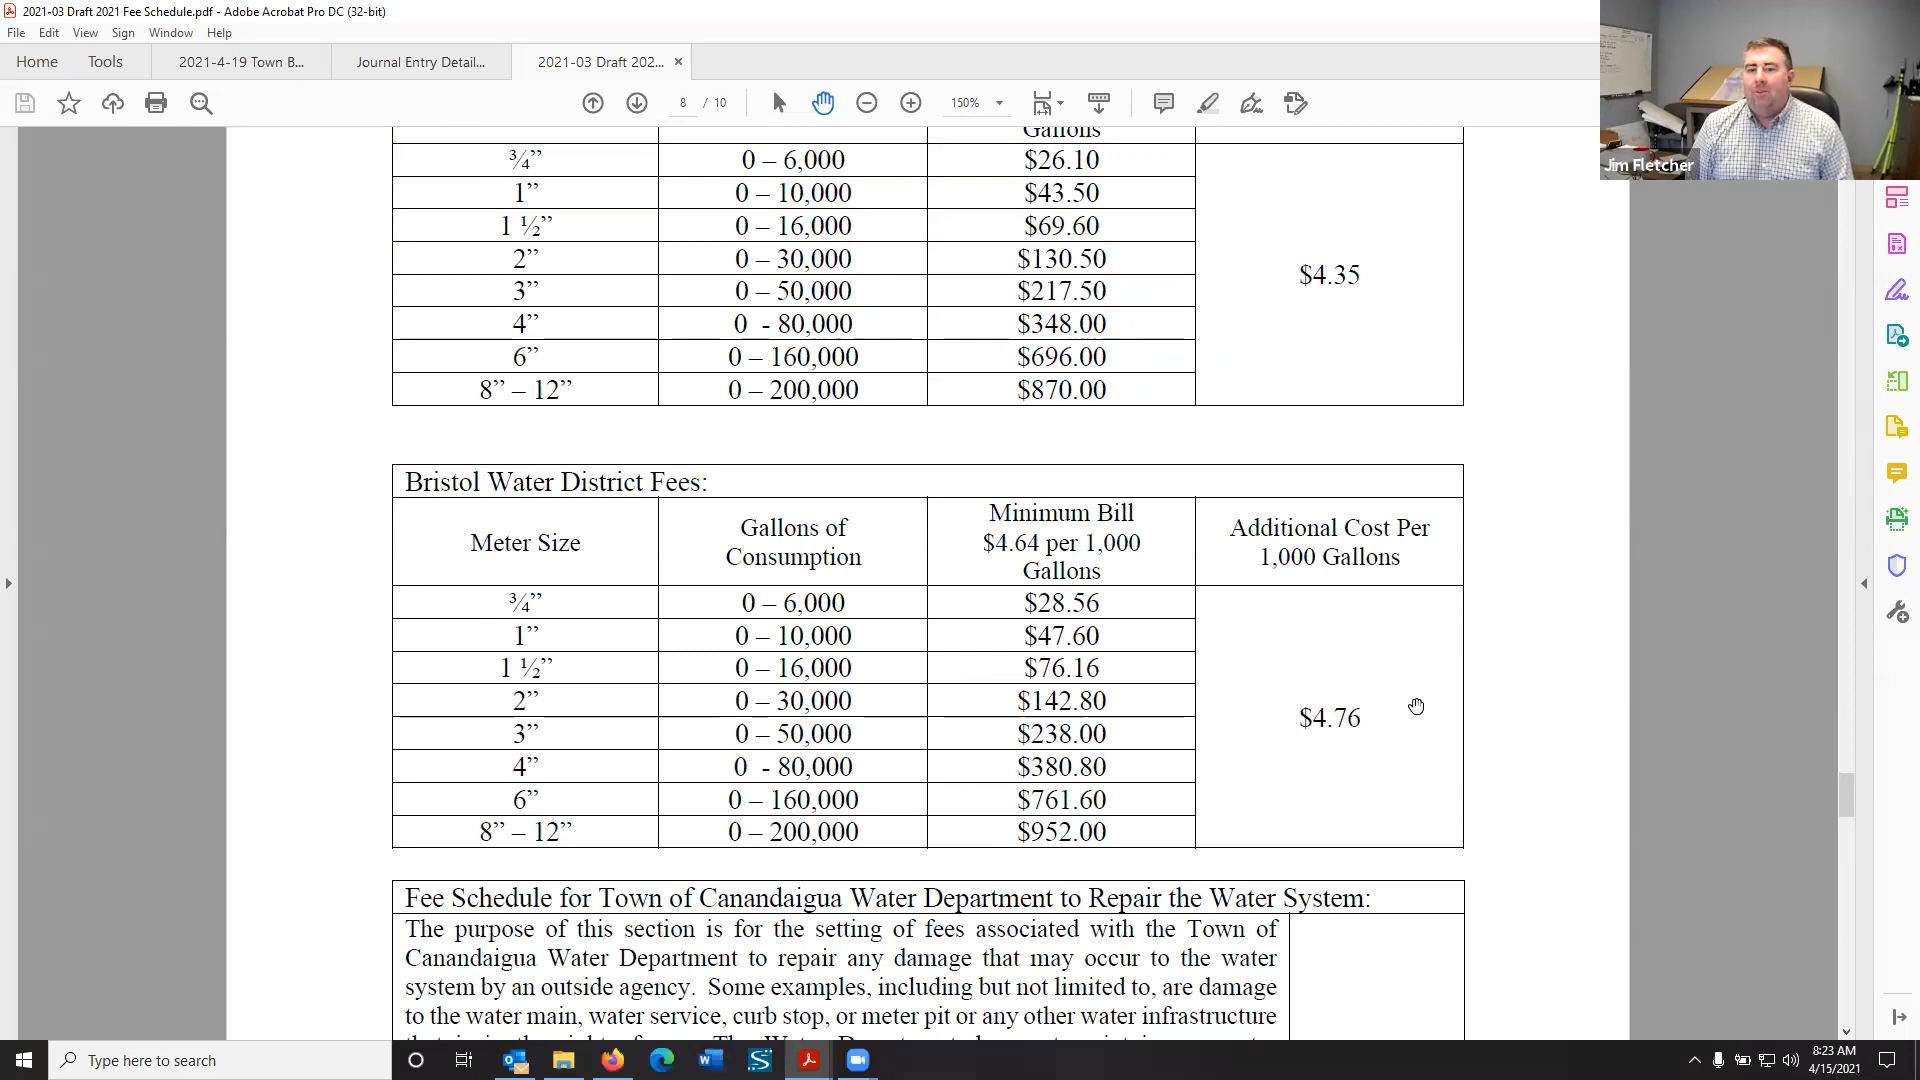 2021-03 Draft 2021 Fee Schedule.pdf - Adobe Acrobat Pro DC (32-bit)
File Edit View Sign Window Help
Home Tools 2021-4-19 Town B... Journal Entry Detail... 2021-03 Draft 202... ×
8 / 10 150%
Jim Fletcher
Gallons
¾” 0 – 6,000 $26.10
1” 0 – 10,000 $43.50
1 ½” 0 – 16,000 $69.60
2” 0 – 30,000 $130.50
$4.35
3” 0 – 50,000 $217.50
4” 0 - 80,000 $348.00
6” 0 – 160,000 $696.00
8” – 12” 0 – 200,000 $870.00
Bristol Water District Fees:
Meter Size
Gallons of
Consumption
Minimum Bill
$4.64 per 1,000
Gallons
Additional Cost Per
1,000 Gallons
¾” 0 – 6,000 $28.56
1” 0 – 10,000 $47.60
1 ½” 0 – 16,000 $76.16
2” 0 – 30,000 $142.80
$4.76
3” 0 – 50,000 $238.00
4” 0 - 80,000 $380.80
6” 0 – 160,000 $761.60
8” – 12” 0 – 200,000 $952.00
Fee Schedule for Town of Canandaigua Water Department to Repair the Water System:
The purpose of this section is for the setting of fees associated with the Town of
Canandaigua Water Department to repair any damage that may occur to the water
system by an outside agency. Some examples, including but not limited to, are damage
to the water main, water service, curb stop, or meter pit or any other water infrastructure
Type here to search
8:23 AM
4/15/2021